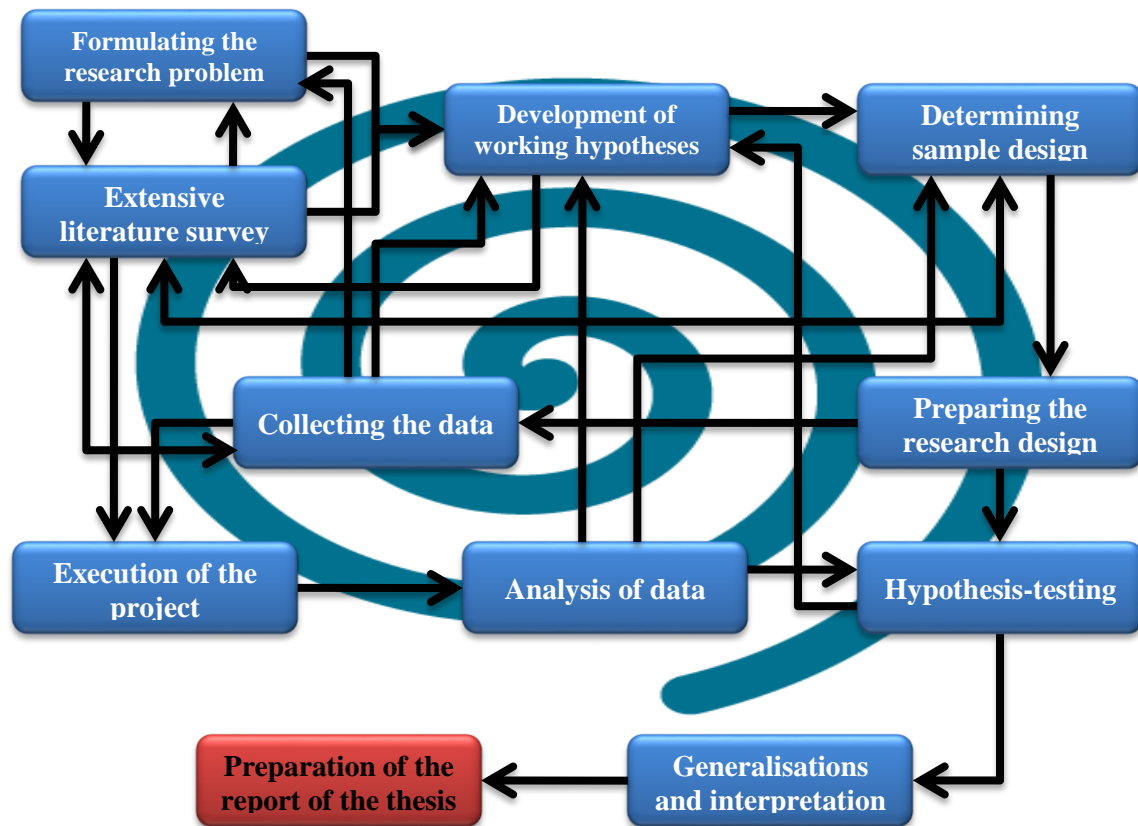 Formulating the
research problem
Development of
working hypotheses
Determining
sample design
Extensive
literature survey
Collecting the data
Preparing the
research design
Execution of the
project
Analysis of data
Hypothesis-testing
Preparation of the
report of the thesis
Generalisations
and interpretation